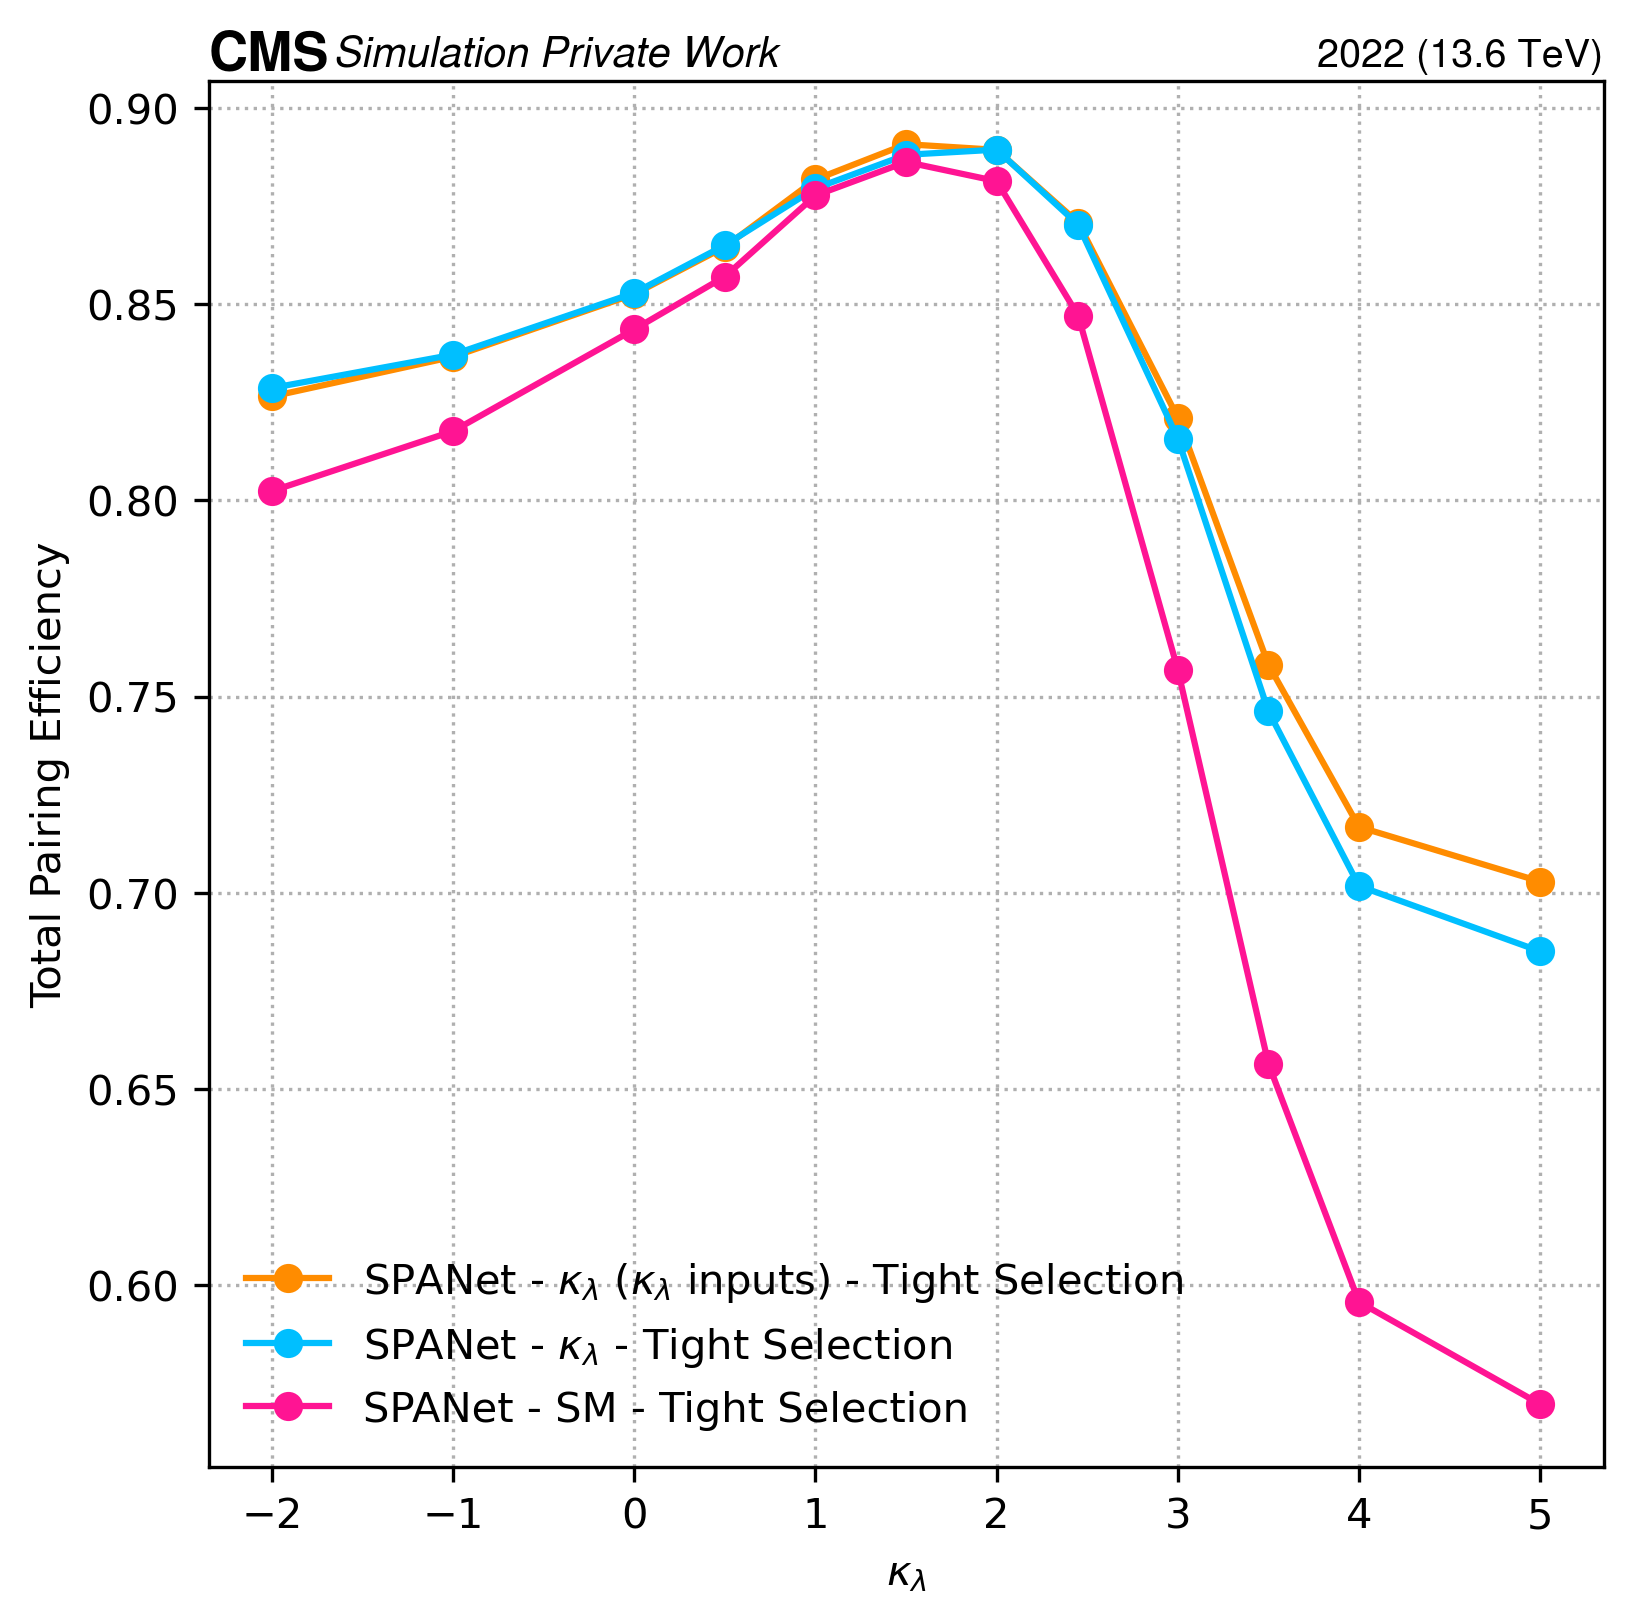 CMS Simulation Private Work 2022 (13.6 TeV)
0.90
0.85
0.80
0.75
0.70
0.65
0.60
Total Pairing Efficiency
SPANet - κλ (κλ inputs) - Tight Selection
SPANet - κλ - Tight Selection
SPANet - SM - Tight Selection
−2 −1 0 1 2 3 4 5
κλ